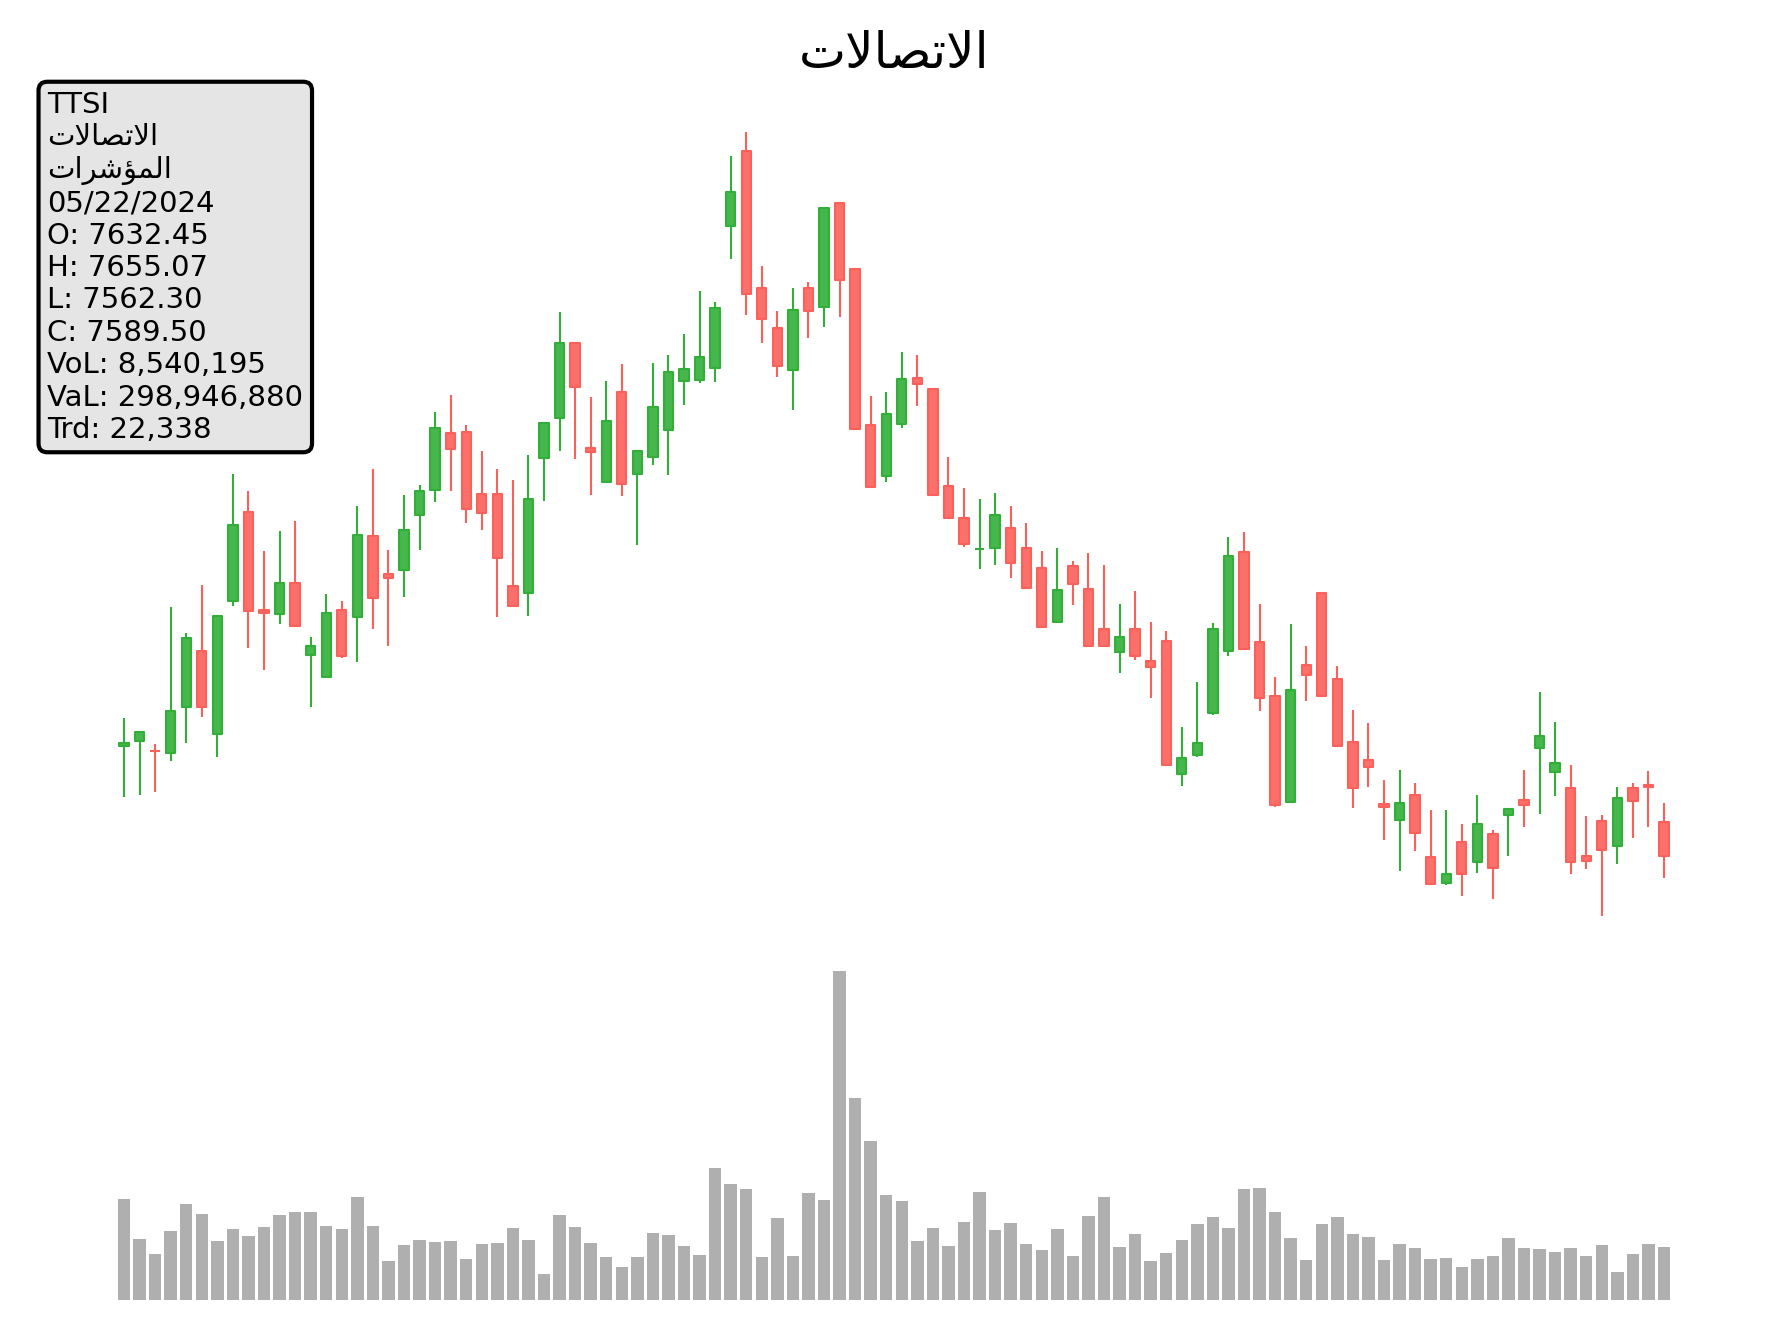 الاتصالات
TTSI
الاتصالات
المؤشرات
05/22/2024
O: 7632.45
H: 7655.07
L: 7562.30
C: 7589.50
VoL: 8,540,195
VaL: 298,946,880
Trd: 22,338